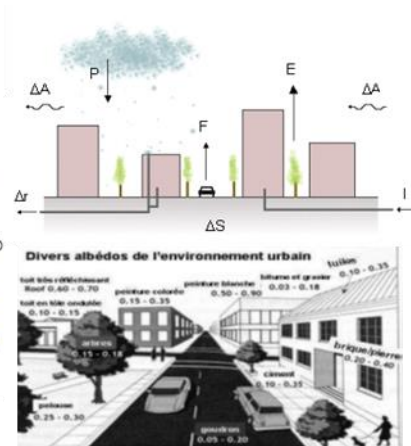 P
E
ΔA
ΔA
F
Δr
I
ΔS
Divers albédos de l'environnement urbain
toit très réfléchissant
Roof 0.60 - 0.70
toit en tôle ondulée
0.10 - 0.15
peinture colorée
0.15 - 0.35
peinture blanche
0.50 - 0.90
bitume et gravier
0.03 - 0.18
tuiles
0.10 - 0.35
arbres
0.15 - 0.18
brique/pierre
0.20 - 0.40
ciment
0.10 - 0.35
pelouse
0.25 - 0.30
goudron
0.05 - 0.20